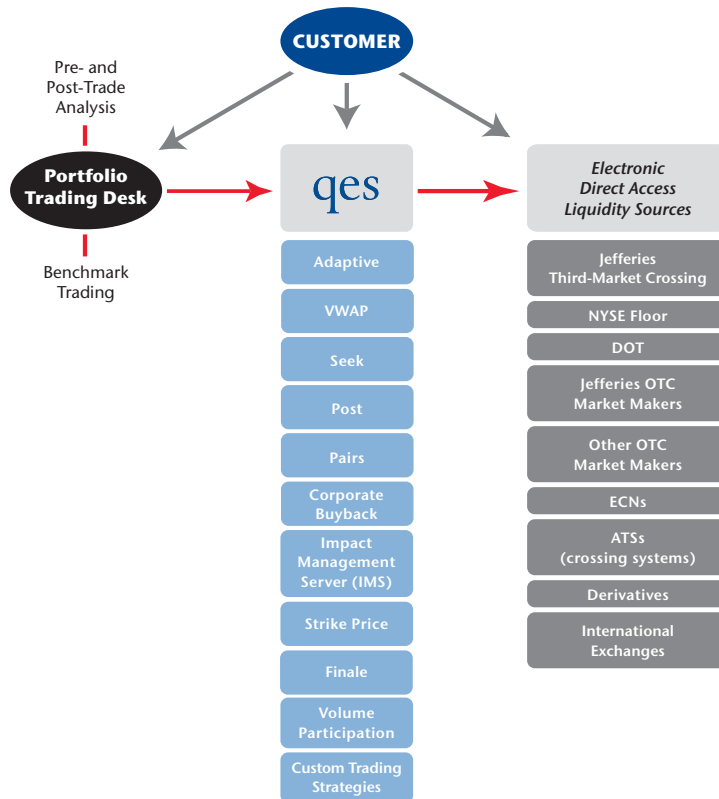 CUSTOMER
Pre- and
Post-Trade
Analysis
Portfolio
Trading Desk
Benchmark
Trading
qes
Adaptive
VWAP
Seek
Post
Pairs
Corporate
Buyback
Impact
Management
Server (IMS)
Strike Price
Finale
Volume
Participation
Custom Trading
Strategies
Electronic
Direct Access
Liquidity Sources
Jefferies
Third-Market Crossing
NYSE Floor
DOT
Jefferies OTC
Market Makers
Other OTC
Market Makers
ECNs
ATSs
(crossing systems)
Derivatives
International
Exchanges